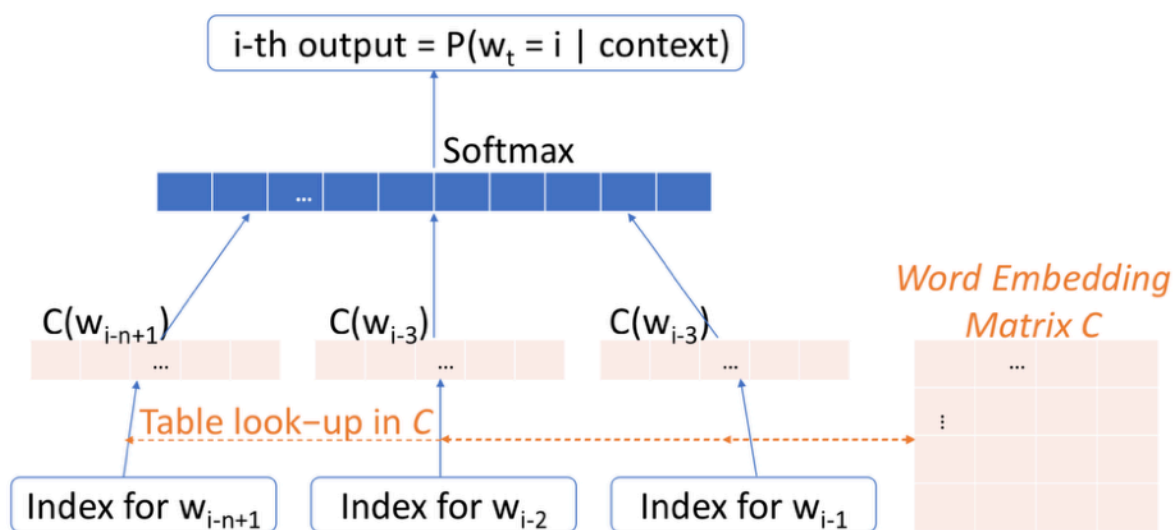 i-th output = P(wₜ = i | context)
Softmax
...
Word Embedding
Matrix C
C(wᵢ₋ₙ₊₁) C(wᵢ₋₃) C(wᵢ₋₃)
... ... ... ...
Table look−up in C
⋮
Index for wᵢ₋ₙ₊₁ Index for wᵢ₋₂ Index for wᵢ₋₁